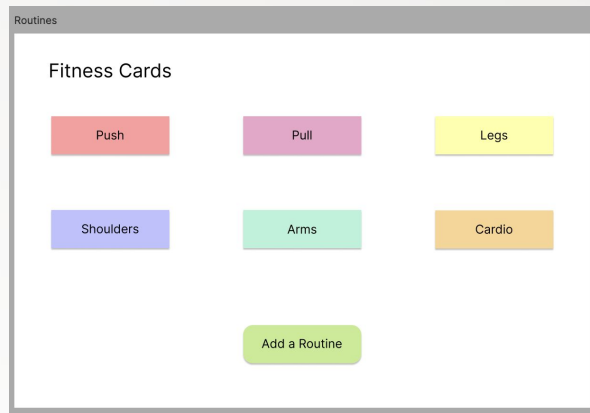 Routines
Fitness Cards
Push
Pull
Legs
Shoulders
Arms
Cardio
Add a Routine